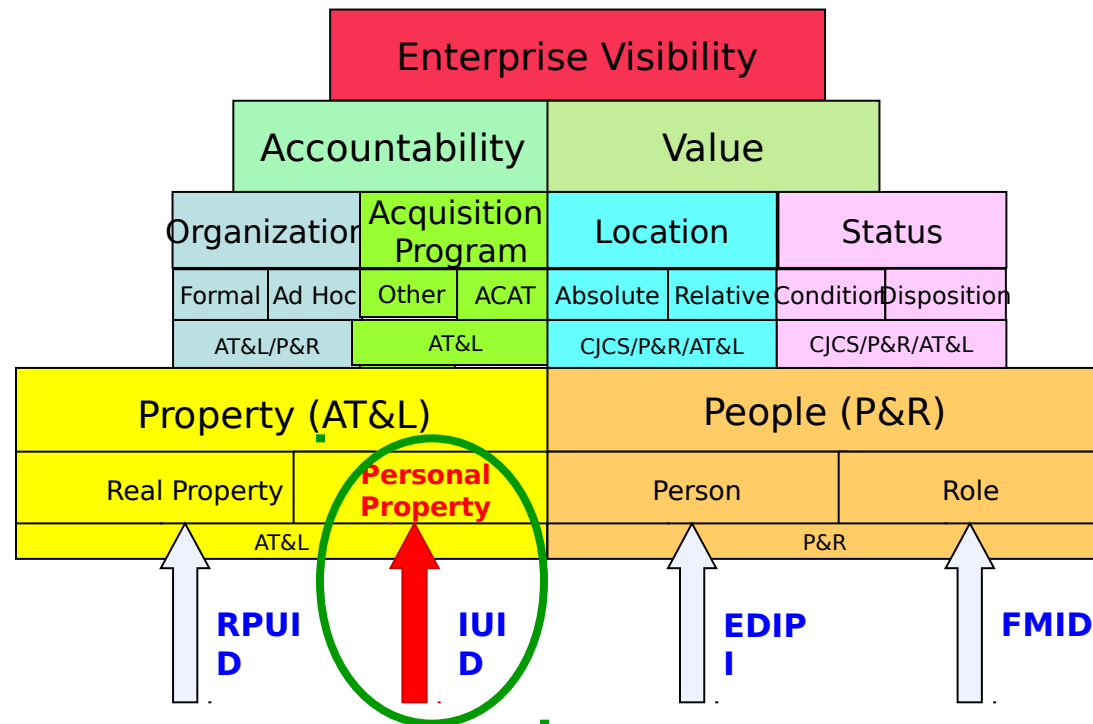 Enterprise Visibility
Accountability
Value
Organization
Acquisition
Program
Location
Status
Formal
Ad Hoc
Other
ACAT
Absolute
Relative
Condition
Disposition
AT&L/P&R
AT&L
CJCS/P&R/AT&L
CJCS/P&R/AT&L
Property (AT&L)
People (P&R)
Real Property
Personal
Property
Person
Role
AT&L
P&R
RPUI
D
IUI
D
EDIP
I
FMID